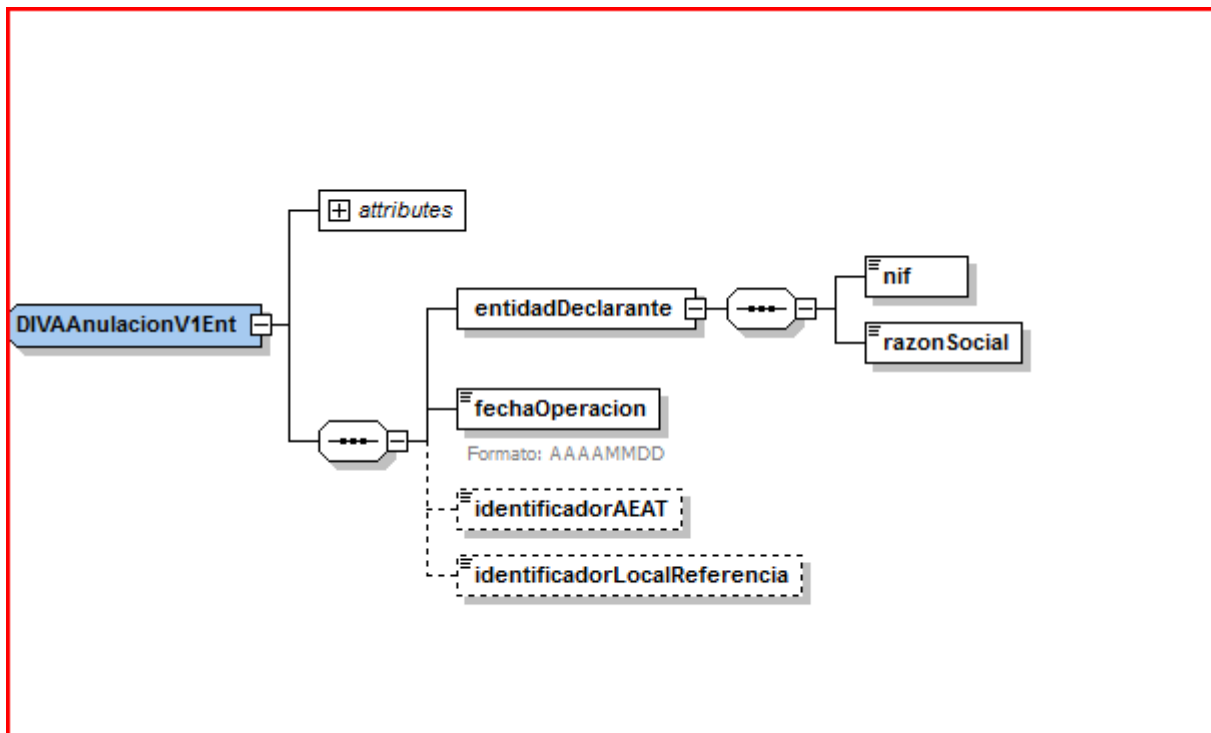 attributes
DIVAAnulacionV1Ent
entidadDeclarante
nif
razonSocial
fechaOperacion
Formato: AAAAMMDD
identificadorAEAT
identificadorLocalReferencia